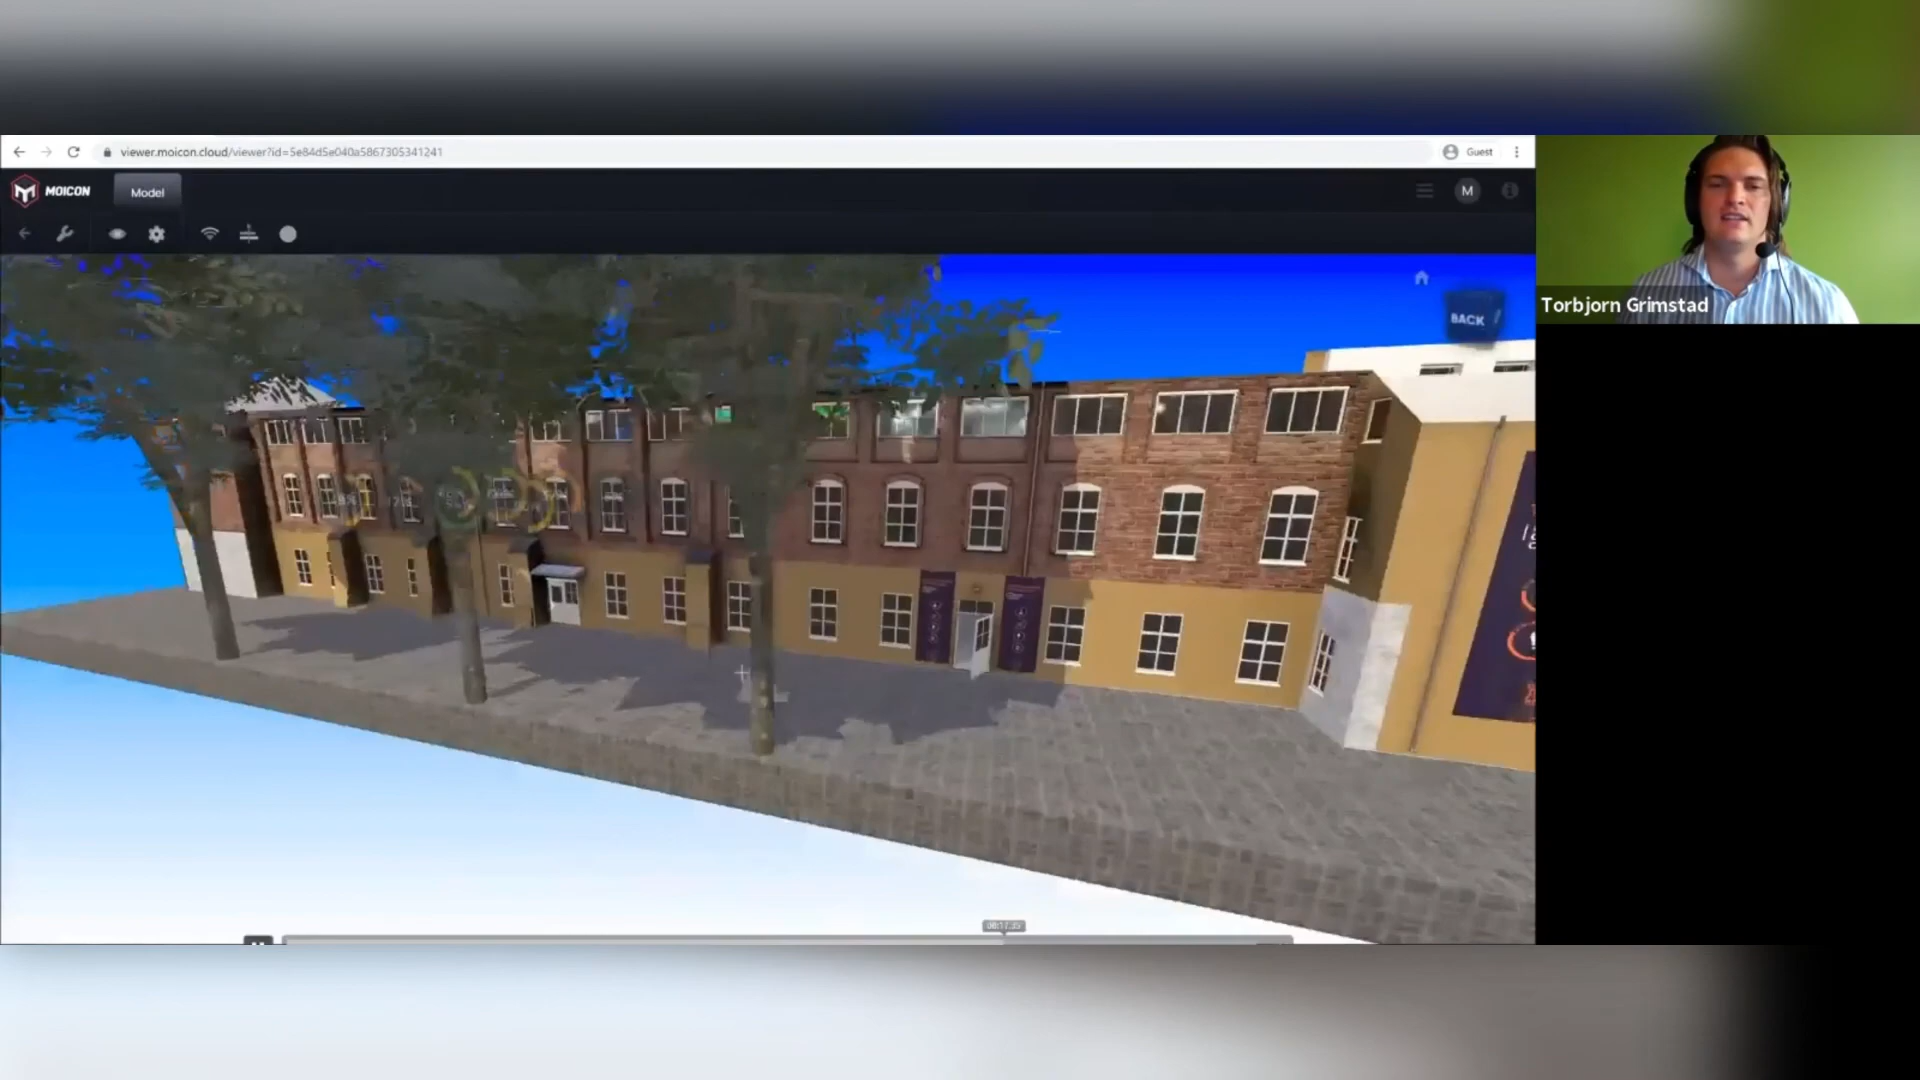 viewer.moicon.cloud/viewer?id=5e84d5e040a5867305341241
Guest
MOICON
Model
M
BACK
Torbjorn Grimstad